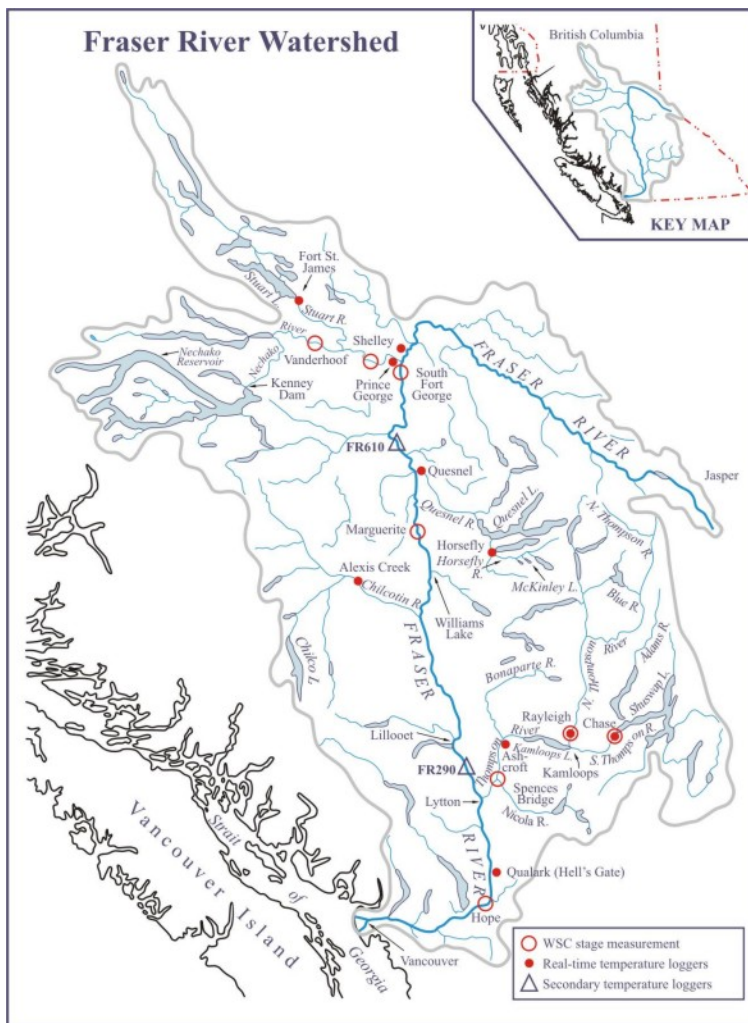 Fraser River Watershed
British Columbia
KEY MAP
Fort St.
James
Stuart L.
Stuart R.
River
Nechako
Vanderhoof
Shelley
Prince
George
South
Fort
George
Nechako
Reservoir
Kenney
Dam
FRASER
RIVER
Jasper
FR610
Quesnel
Quesnel R.
Quesnel L.
Marguerite
Horsefly
Horsefly
R.
McKinley L.
N. Thompson R.
Alexis Creek
Chilcotin R.
Williams
Lake
Blue R.
River
N. Thompson
Adams R.
Shuswap L.
Chilco L.
FRASER
Bonaparte R.
Rayleigh
Chase
River
Thompson
Kamloops L.
S. Thompson R.
Kamloops
Lillooet
Ash-
croft
FR290
Spences
Bridge
Lytton
Nicola R.
RIVER
Qualark (Hell's Gate)
Hope
Vancouver
Vancouver Island
Strait
of
Georgia
WSC stage measurement
Real-time temperature loggers
Secondary temperature loggers